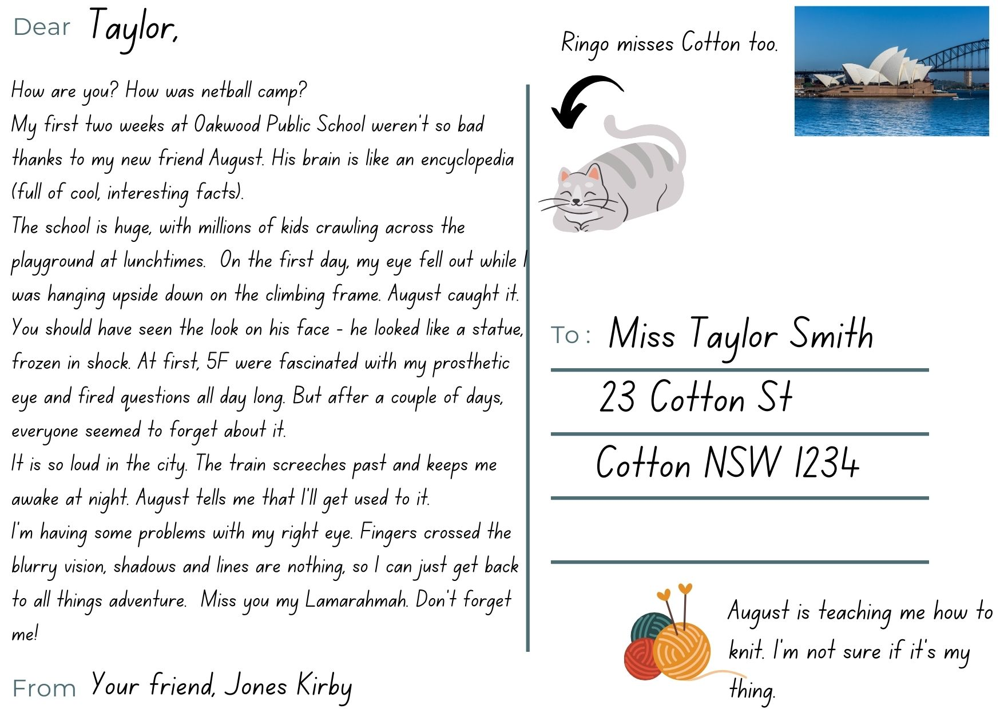 Dear Taylor,
How are you? How was netball camp?
My first two weeks at Oakwood Public School weren't so bad
thanks to my new friend August. His brain is like an encyclopedia
(full of cool, interesting facts).
The school is huge, with millions of kids crawling across the
playground at lunchtimes.  On the first day, my eye fell out while I
was hanging upside down on the climbing frame. August caught it.
You should have seen the look on his face - he looked like a statue,
frozen in shock. At first, 5F were fascinated with my prosthetic
eye and fired questions all day long. But after a couple of days,
everyone seemed to forget about it.
It is so loud in the city. The train screeches past and keeps me
awake at night. August tells me that I'll get used to it.
I'm having some problems with my right eye. Fingers crossed the
blurry vision, shadows and lines are nothing, so I can just get back
to all things adventure.  Miss you my Lamarahmah. Don't forget
me!
From Your friend, Jones Kirby
Ringo misses Cotton too.
To: Miss Taylor Smith
23 Cotton St
Cotton NSW 1234
August is teaching me how to
knit. I'm not sure if it's my
thing.